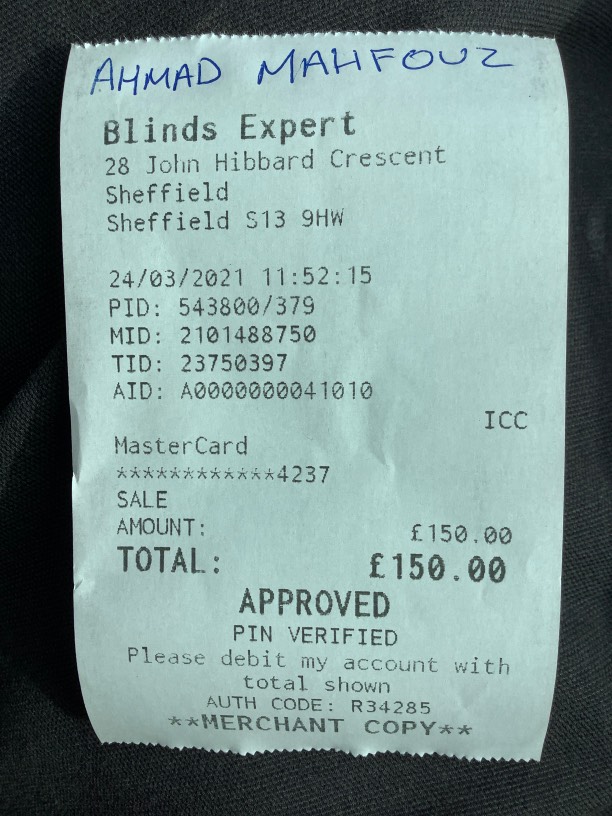 AHMAD MAHFOUZ
Blinds Expert
28 John Hibbard Crescent
Sheffield
Sheffield S13 9HW
24/03/2021 11:52:15
PID: 543800/379
MID: 2101488750
TID: 23750397
AID: A0000000041010
ICC
MasterCard
************4237
SALE
AMOUNT: £150.00
TOTAL: £150.00
APPROVED
PIN VERIFIED
Please debit my account with
total shown
AUTH CODE: R34285
**MERCHANT COPY**